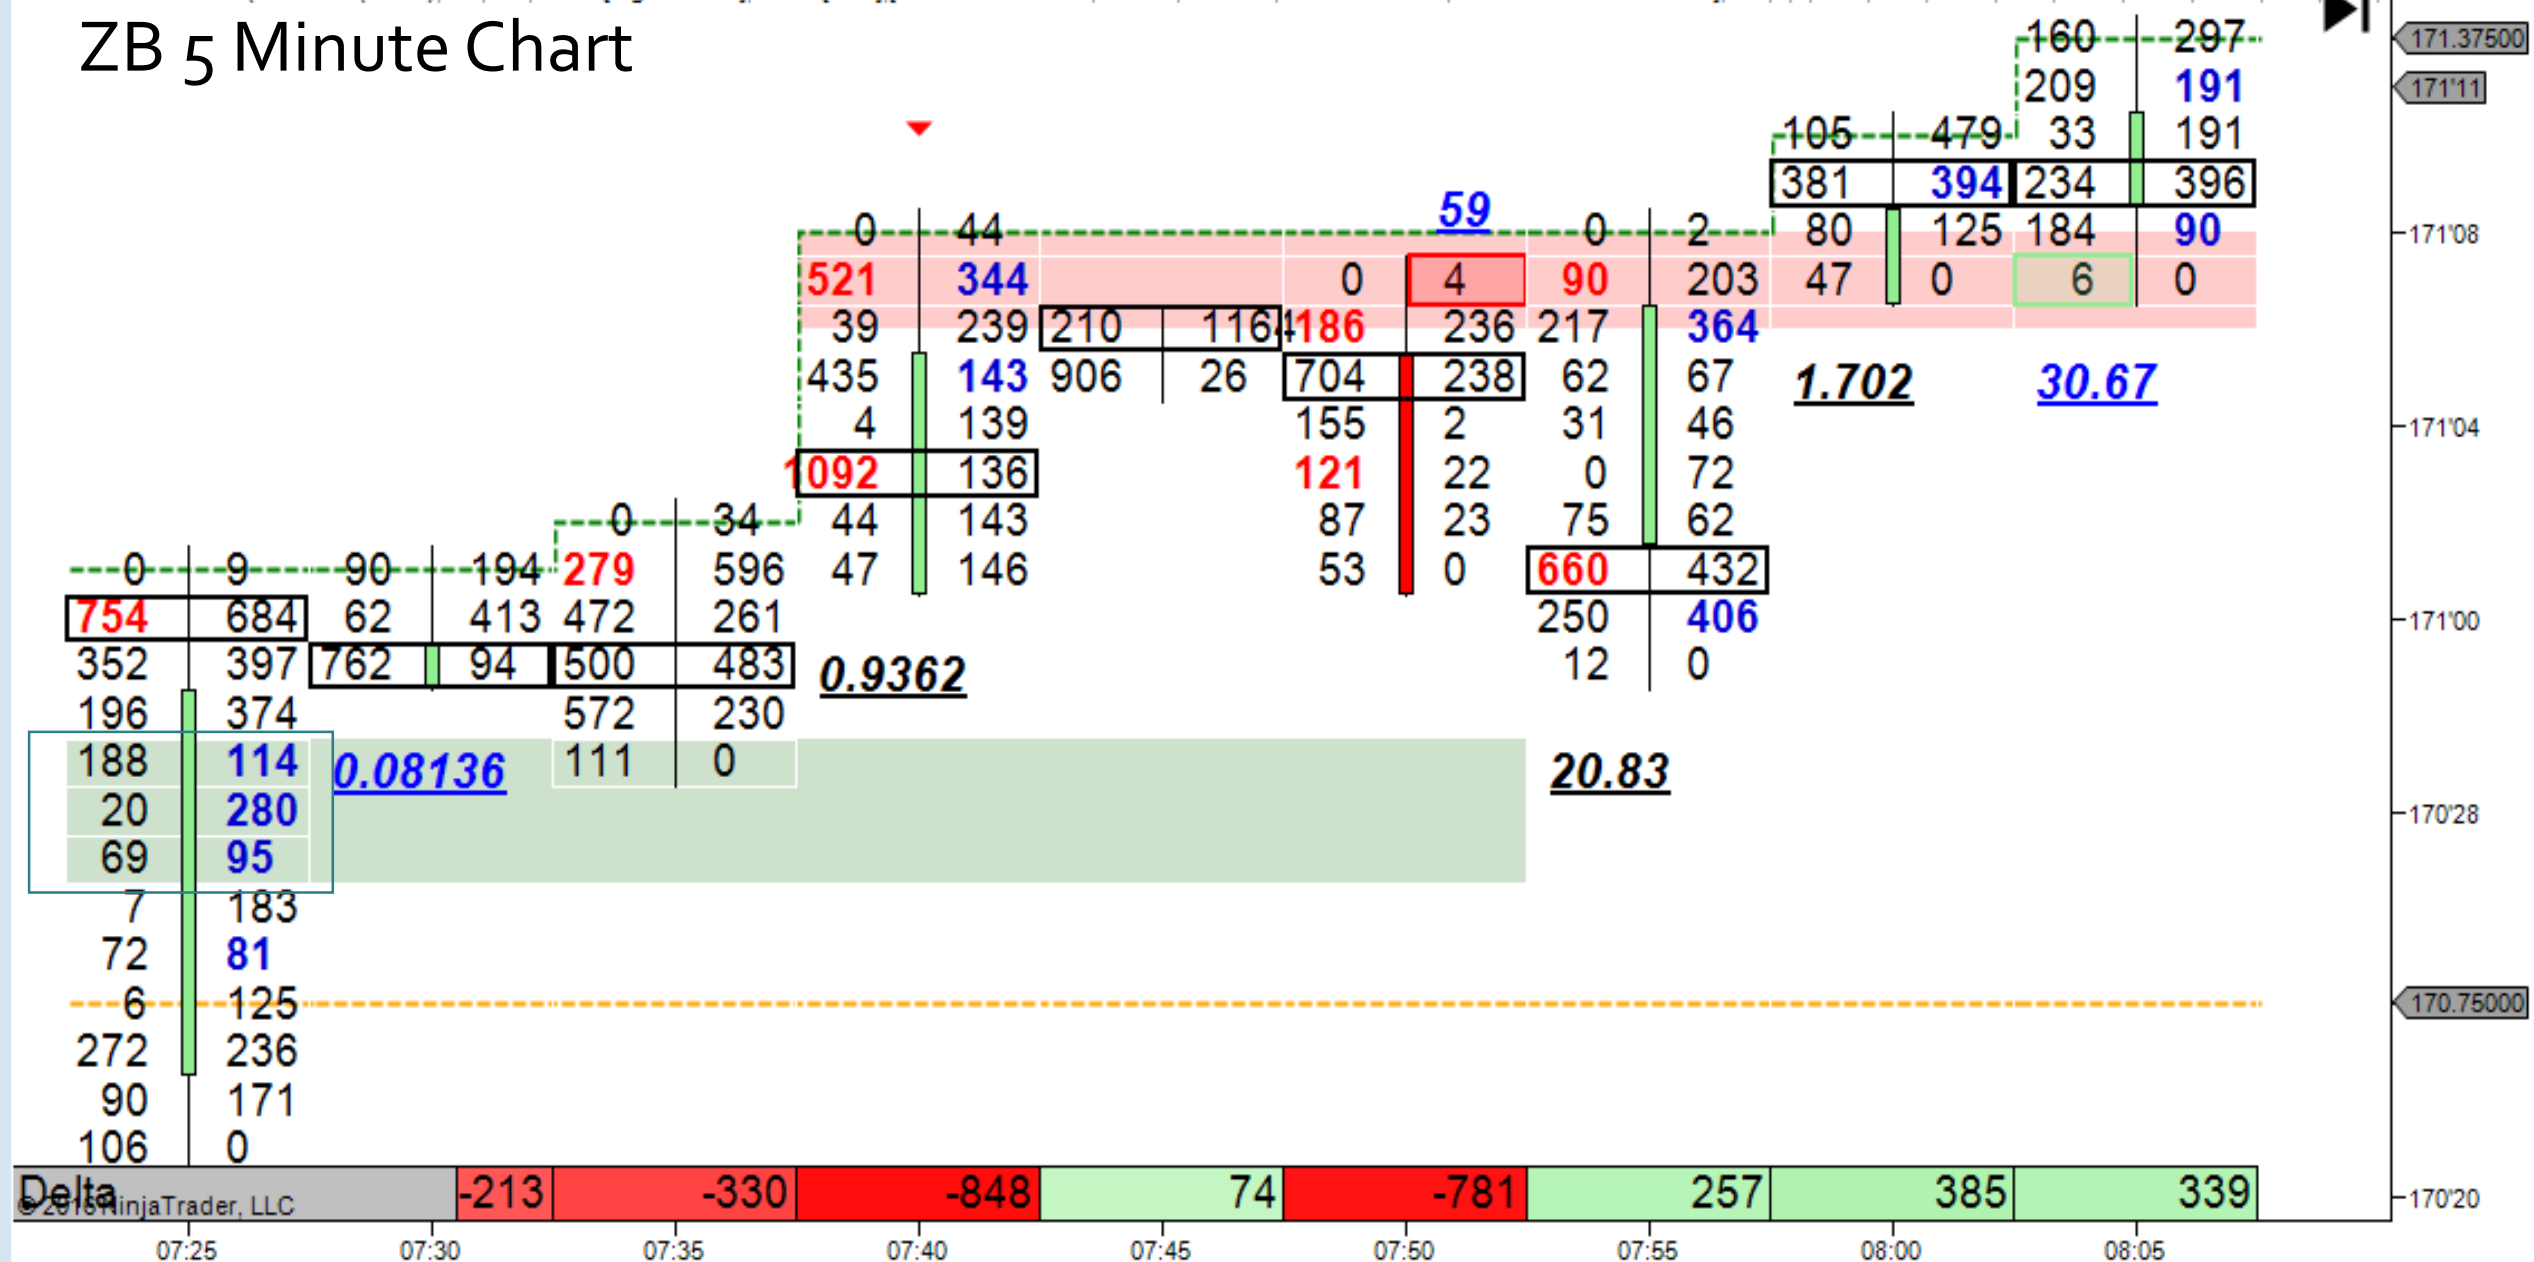 ZB 5 Minute Chart
160 297 171.37500
209 191 171'11
105 479 33 191
381 394 234 396
59
0 44 0 2 80 125 184 90 171'08
521 344 0 4 90 203 47 0 6 0
39 239 210 1164 186 236 217 364
435 143 906 26 704 238 62 67 1.702 30.67
4 139 155 2 31 46 171'04
1092 136 121 22 0 72
0 34 44 143 87 23 75 62
0 9 90 194 279 596 47 146 53 0 660 432
754 684 62 413 472 261 250 406 171'00
352 397 762 94 500 483 0.9362 12 0
196 374 572 230
188 114 0.08136 111 0 20.83
20 280 170'28
69 95
7 183
72 81
6 125 170.75000
272 236
90 171
106 0
Delta -213 -330 -848 74 -781 257 385 339 170'20
NinjaTrader, LLC
07:25 07:30 07:35 07:40 07:45 07:50 07:55 08:00 08:05